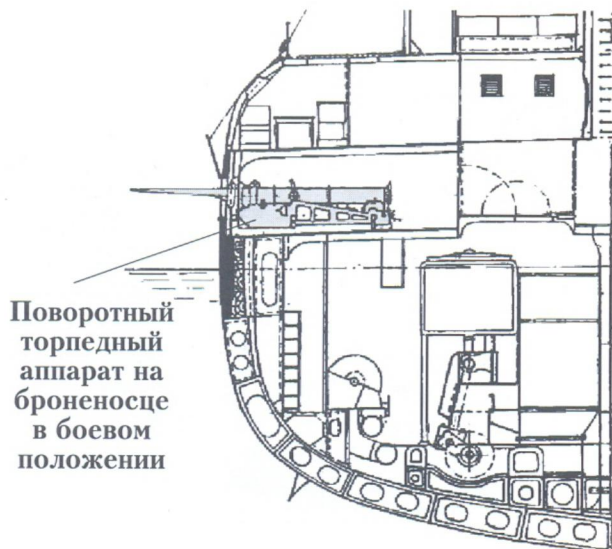 Поворотный
торпедный
аппарат на
броненосце
в боевом
положении